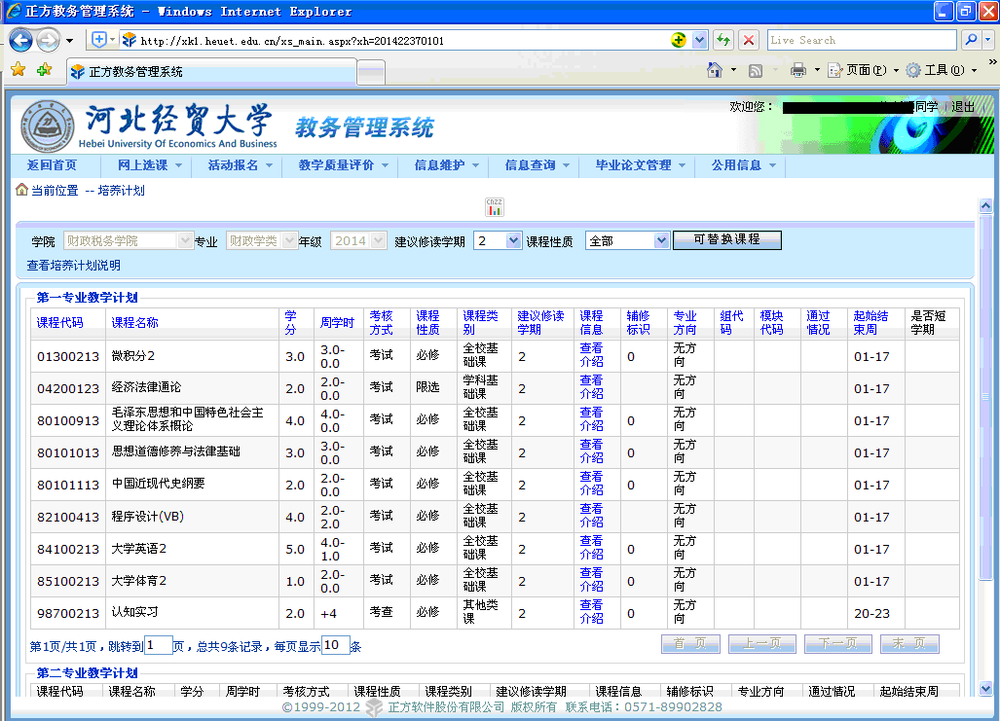 正方教务管理系统 - Windows Internet Explorer
http://xk1.heuet.edu.cn/xs_main.aspx?xh=201422370101
Live Search
正方教务管理系统
页面(P)
工具(O)
河北经贸大学
Hebei University Of Economics And Business
教务管理系统
欢迎您：
同学 退出
返回首页 网上选课 活动报名 教学质量评价 信息维护 信息查询 毕业论文管理 公用信息
当前位置 -- 培养计划
CNZZ
学院 财政税务学院 专业 财政学类 年级 2014 建议修读学期 2 课程性质 全部 可替换课程
查看培养计划说明
第一专业教学计划
课程代码 课程名称 学分 周学时 考核方式 课程性质 课程类别 建议修读学期 课程信息 辅修标识 专业方向 组代码 模块代码 通过情况 起始结束周 是否短学期
01300213 微积分2 3.0 3.0-0.0 考试 必修 全校基础课 2 查看介绍 0 无方向 01-17
04200123 经济法律通论 2.0 2.0-0.0 考试 限选 学科基础课 2 查看介绍 无方向 01-17
80100913 毛泽东思想和中国特色社会主义理论体系概论 4.0 4.0-0.0 考试 必修 全校基础课 2 查看介绍 0 无方向 01-17
80101013 思想道德修养与法律基础 3.0 3.0-0.0 考试 必修 全校基础课 2 查看介绍 0 无方向 01-17
80101113 中国近现代史纲要 2.0 2.0-0.0 考试 必修 全校基础课 2 查看介绍 0 无方向 01-17
82100413 程序设计(VB) 4.0 2.0-2.0 考试 必修 全校基础课 2 查看介绍 无方向 01-17
84100213 大学英语2 5.0 4.0-1.0 考试 必修 全校基础课 2 查看介绍 0 无方向 01-17
85100213 大学体育2 1.0 2.0-0.0 考试 必修 全校基础课 2 查看介绍 0 无方向 01-17
98700213 认知实习 2.0 +4 考查 必修 其他类课 2 查看介绍 0 无方向 20-23
第1页/共1页，跳转到1页，总共9条记录，每页显示10条 首 页 上一页 下一页 末 页
第二专业教学计划
课程代码 课程名称 学分 周学时 考核方式 课程性质 课程类别 建议修读学期 课程信息 辅修标识 专业方向 通过情况 起始结束周
©1999-2012 正方软件股份有限公司 版权所有 联系电话：0571-89902828